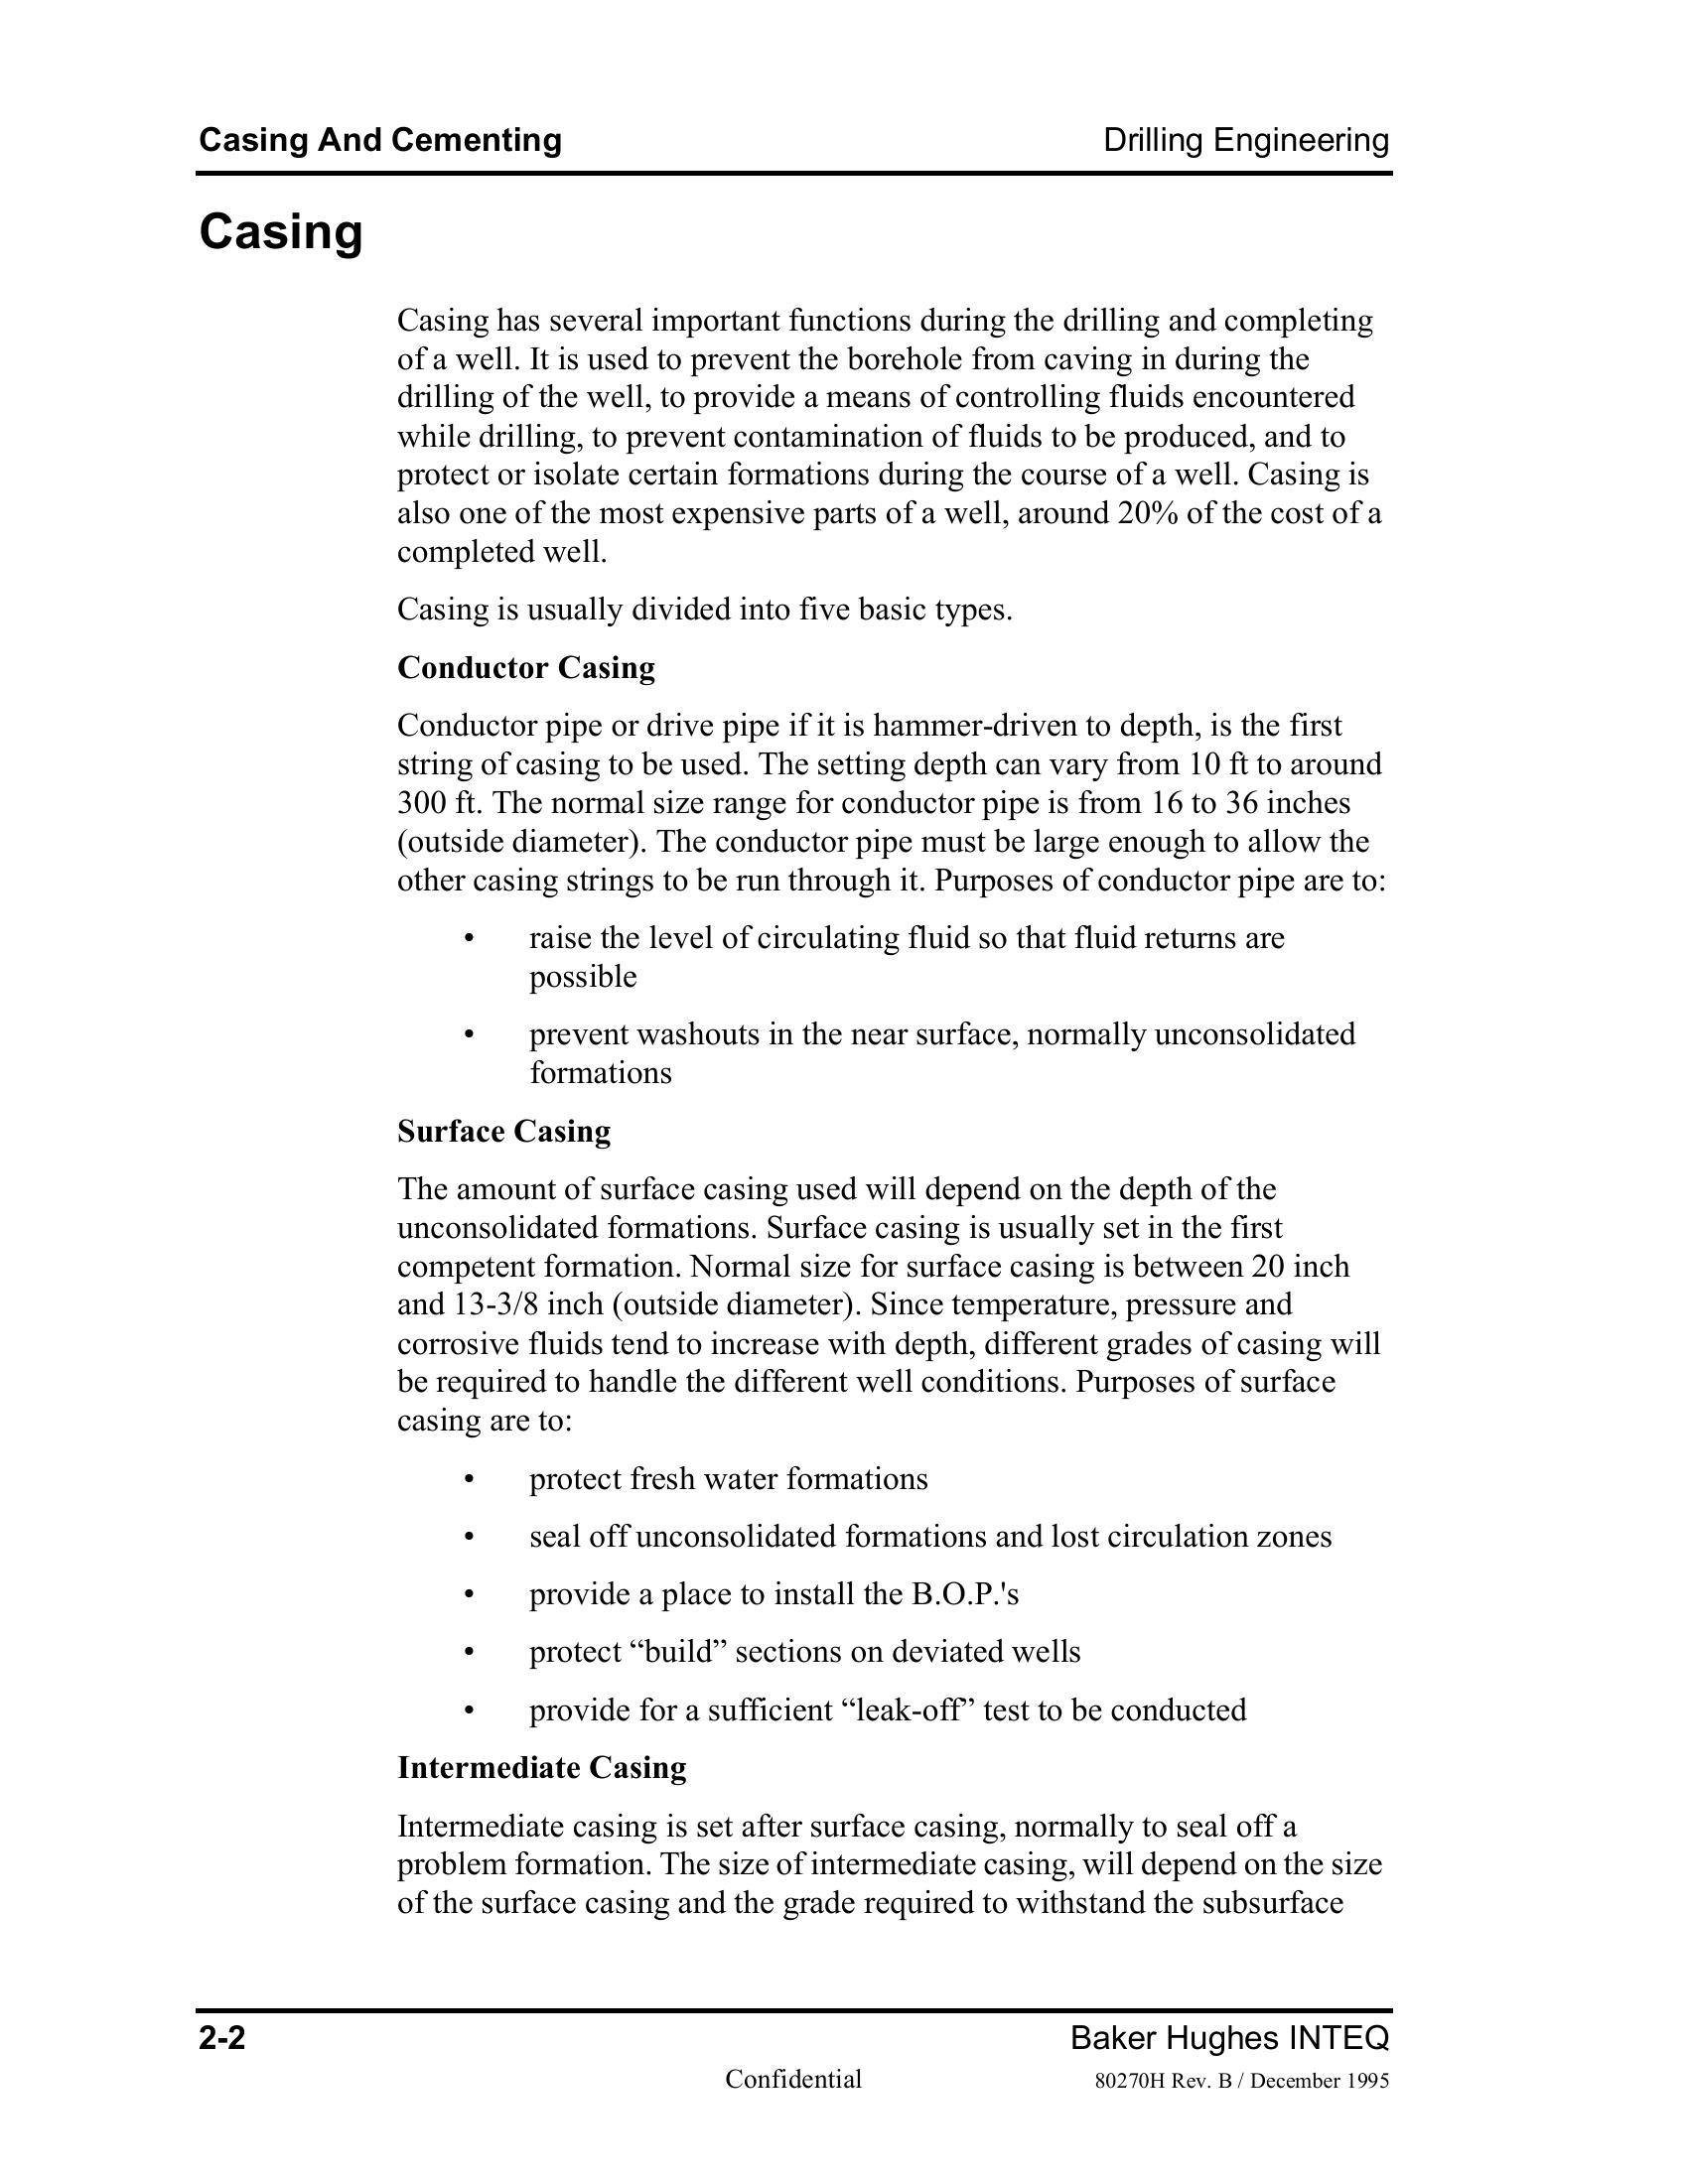 Casing And Cementing Drilling Engineering
Casing
Casing has several important functions during the drilling and completing
of a well. It is used to prevent the borehole from caving in during the
drilling of the well, to provide a means of controlling fluids encountered
while drilling, to prevent contamination of fluids to be produced, and to
protect or isolate certain formations during the course of a well. Casing is
also one of the most expensive parts of a well, around 20% of the cost of a
completed well.
Casing is usually divided into five basic types.
Conductor Casing
Conductor pipe or drive pipe if it is hammer-driven to depth, is the first
string of casing to be used. The setting depth can vary from 10 ft to around
300 ft. The normal size range for conductor pipe is from 16 to 36 inches
(outside diameter). The conductor pipe must be large enough to allow the
other casing strings to be run through it. Purposes of conductor pipe are to:
• raise the level of circulating fluid so that fluid returns are
possible
• prevent washouts in the near surface, normally unconsolidated
formations
Surface Casing
The amount of surface casing used will depend on the depth of the
unconsolidated formations. Surface casing is usually set in the first
competent formation. Normal size for surface casing is between 20 inch
and 13-3/8 inch (outside diameter). Since temperature, pressure and
corrosive fluids tend to increase with depth, different grades of casing will
be required to handle the different well conditions. Purposes of surface
casing are to:
• protect fresh water formations
• seal off unconsolidated formations and lost circulation zones
• provide a place to install the B.O.P.'s
• protect “build” sections on deviated wells
• provide for a sufficient “leak-off” test to be conducted
Intermediate Casing
Intermediate casing is set after surface casing, normally to seal off a
problem formation. The size of intermediate casing, will depend on the size
of the surface casing and the grade required to withstand the subsurface
2-2 Baker Hughes INTEQ
Confidential 80270H Rev. B / December 1995